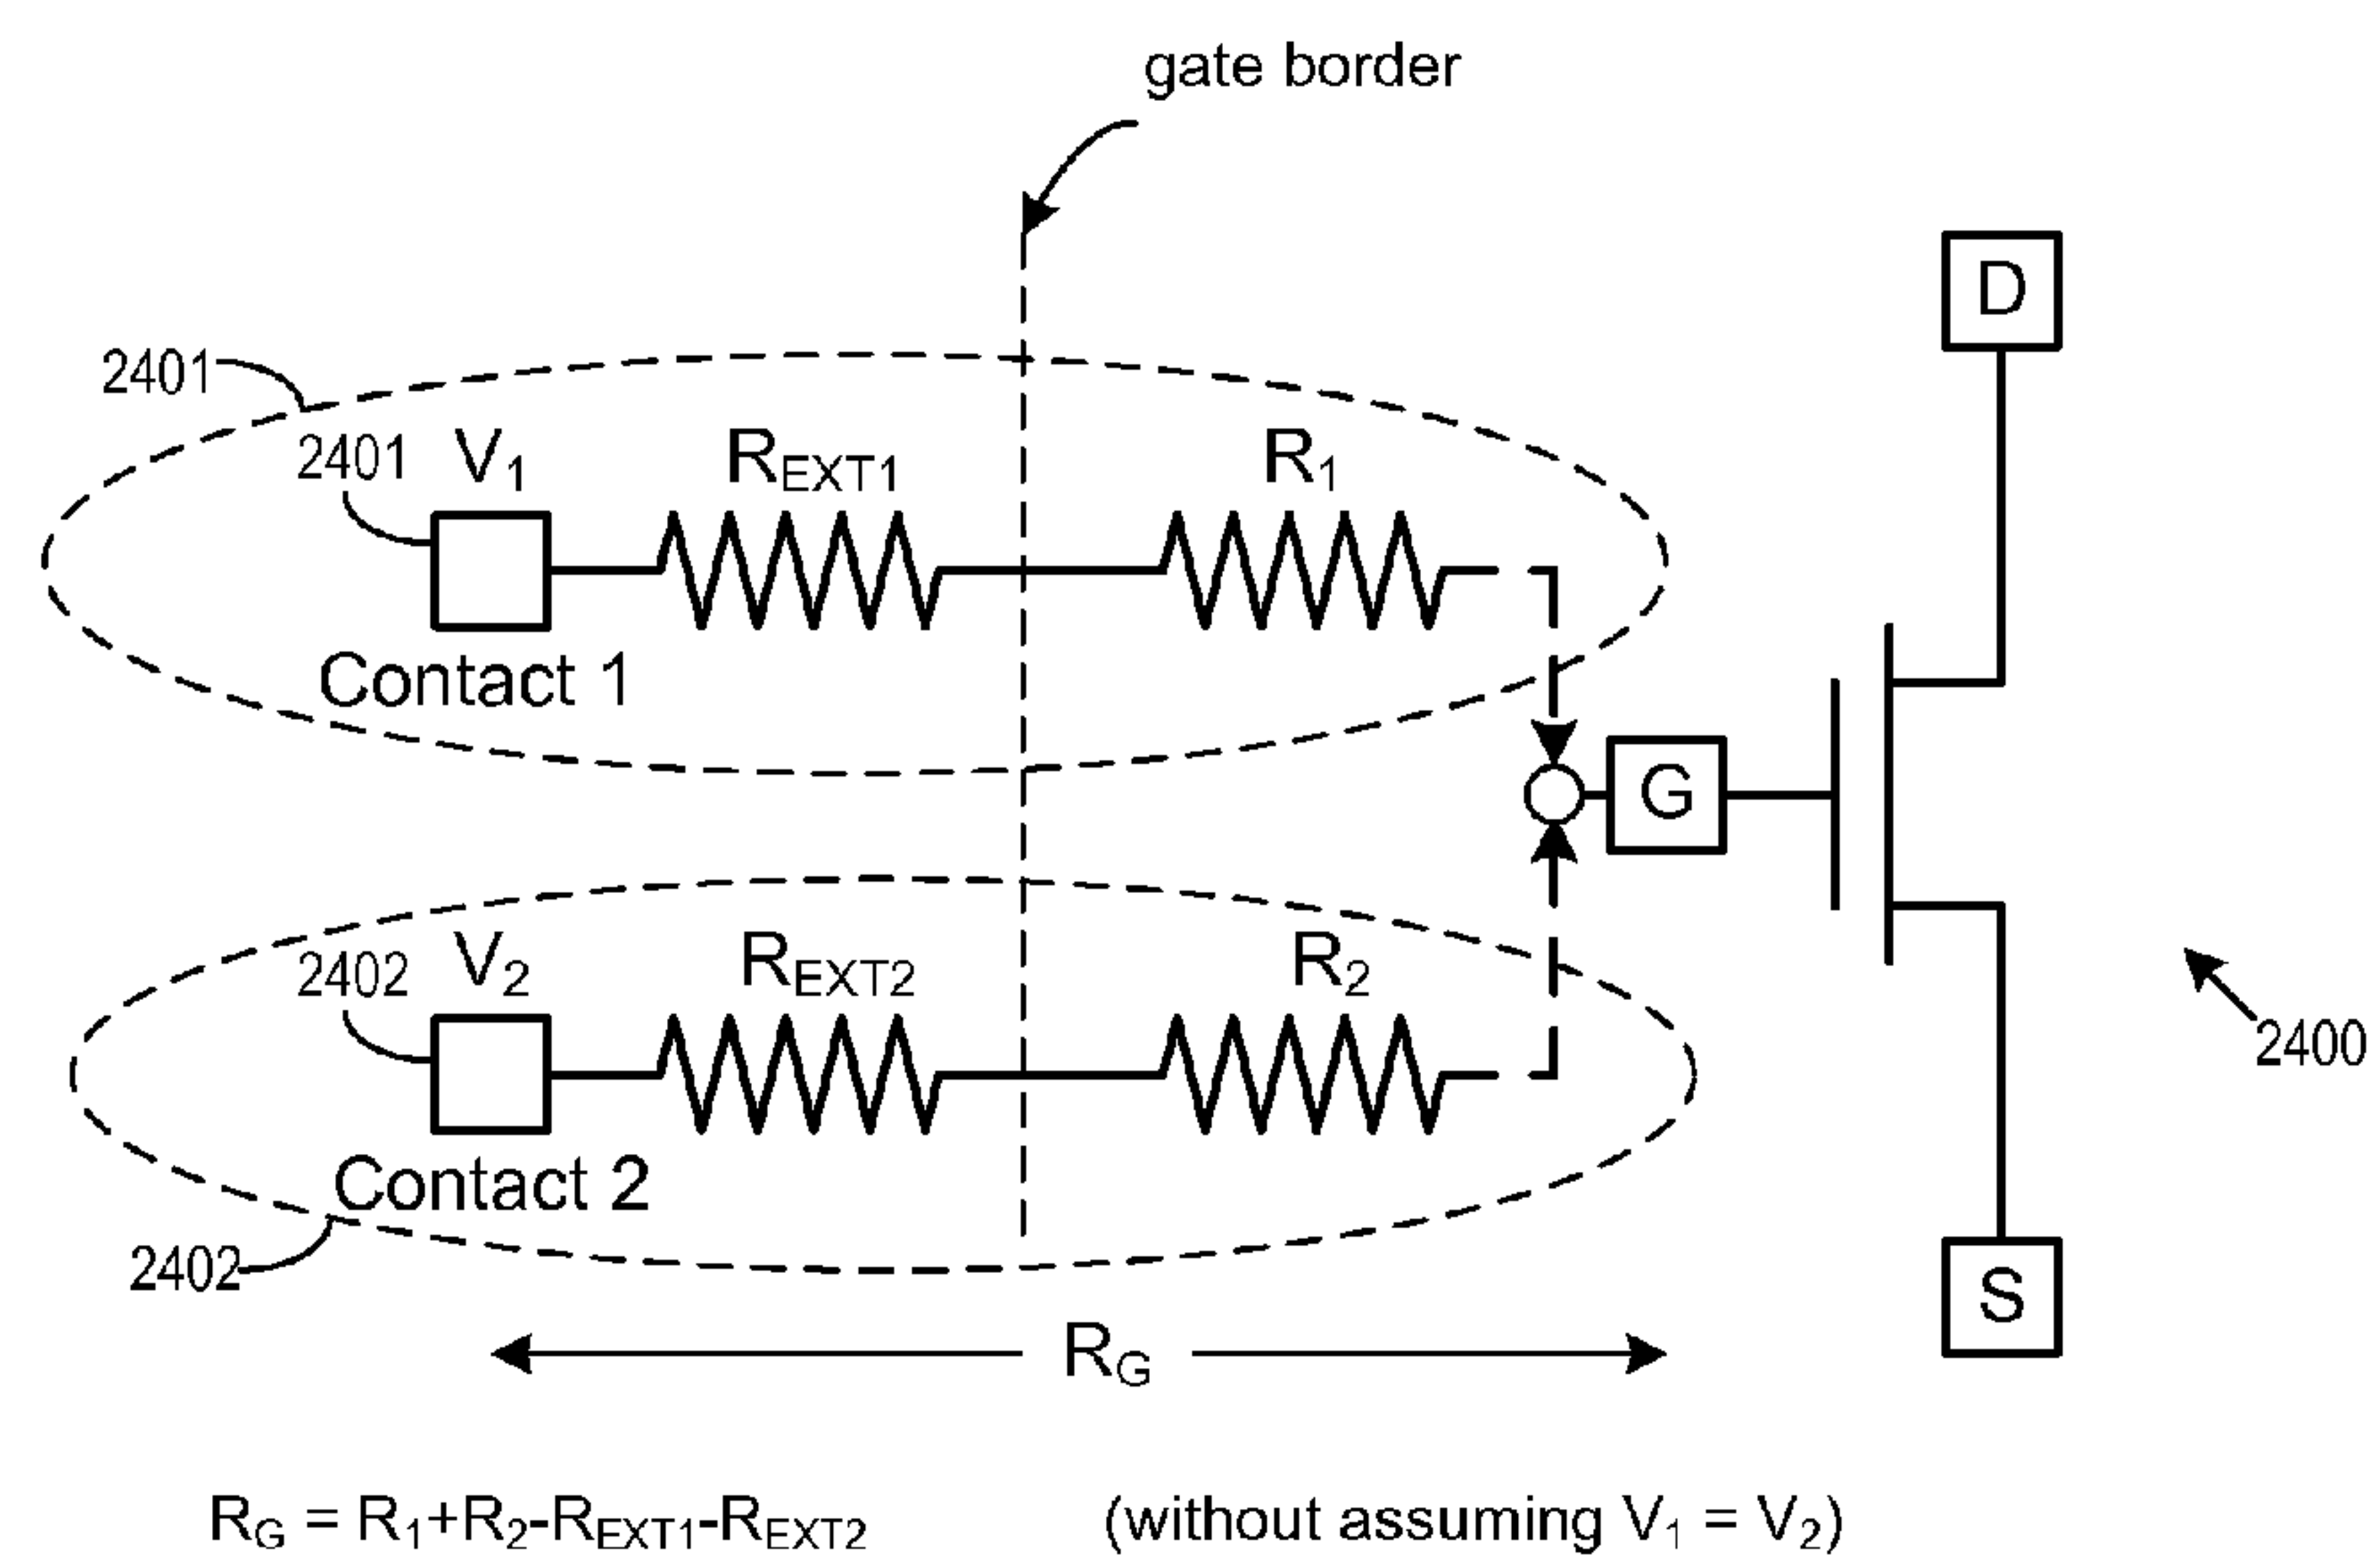 gate border
D
2401
2401 V1 REXT1 R1
Contact 1
G
2402 V2 REXT2 R2
2400
Contact 2
2402
S
RG
RG = R1+R2-REXT1-REXT2 (without assuming V1 = V2)